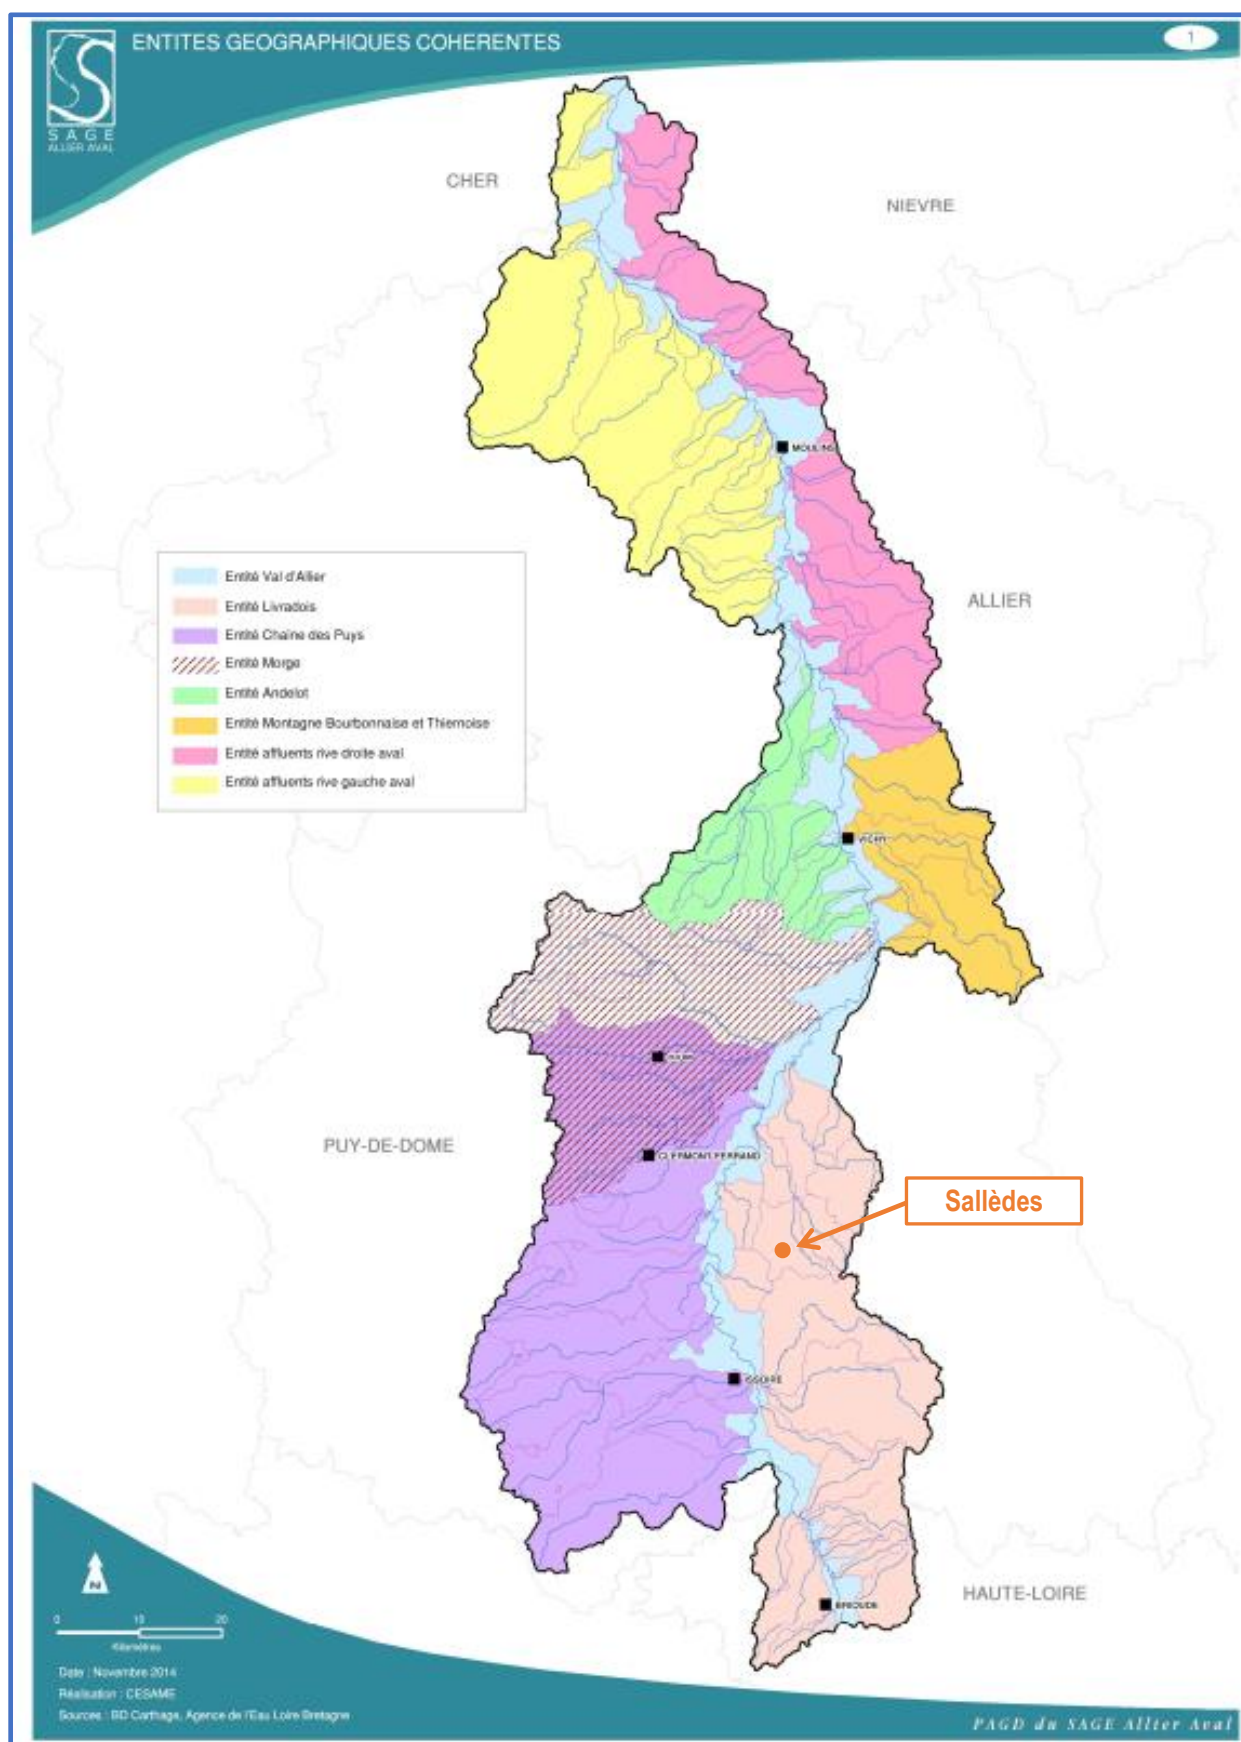 ENTITES GEOGRAPHIQUES COHERENTES
1
SAGE
ALLIER AVAL
CHER
NIEVRE
MOULINS
Entité Val d'Allier
Entité Livradois
Entité Chaîne des Puys
Entité Morge
Entité Andelot
Entité Montagne Bourbonnaise et Thiernoise
Entité affluents rive droite aval
Entité affluents rive gauche aval
ALLIER
VICHY
RIOM
PUY-DE-DOME
CLERMONT-FERRAND
Sallèdes
ISSOIRE
HAUTE-LOIRE
BRIOUDE
N
0 10 20
Kilomètres
Date : Novembre 2014
Réalisation : CESAME
Sources : BD Carthage, Agence de l'Eau Loire Bretagne
PAGD du SAGE Allier Aval